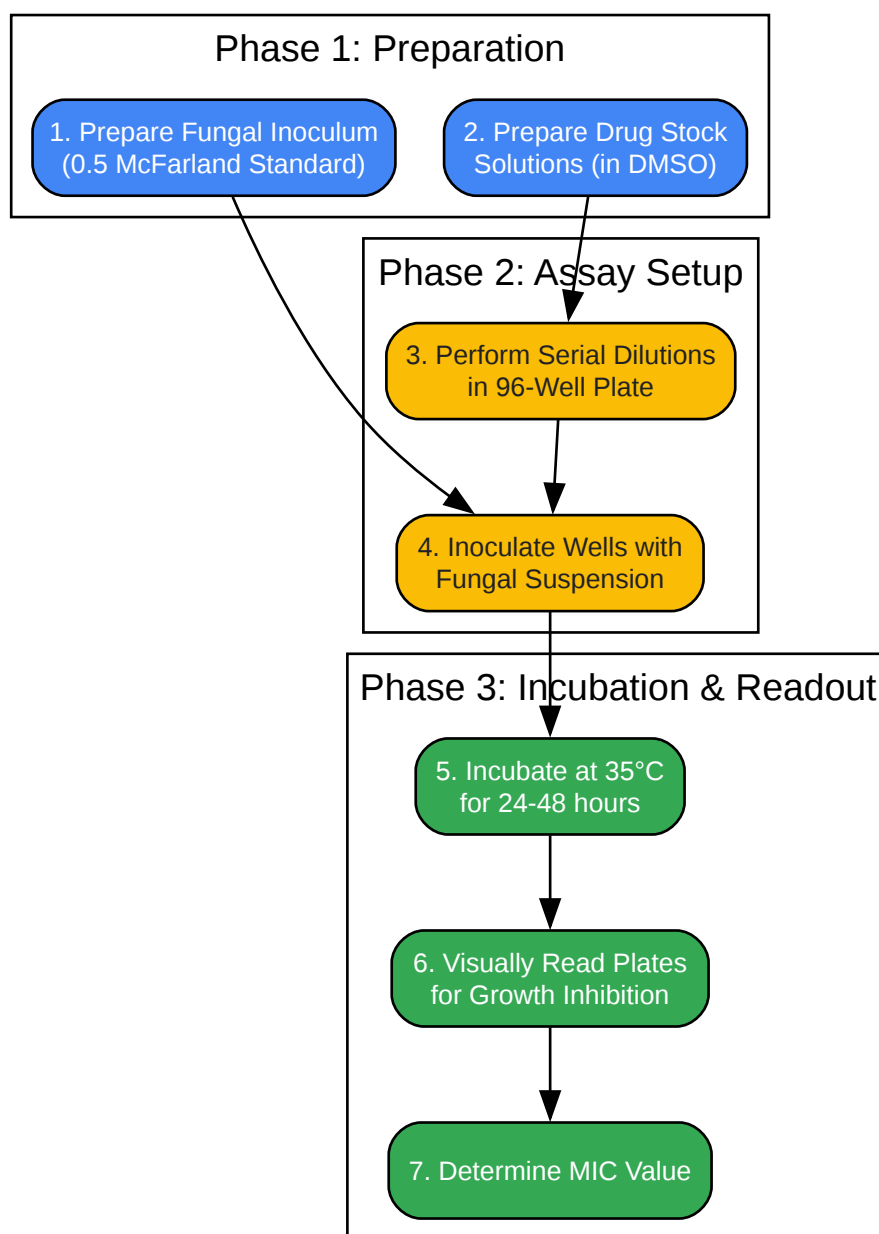 Phase 1: Preparation
1. Prepare Fungal Inoculum
(0.5 McFarland Standard)
2. Prepare Drug Stock
Solutions (in DMSO)
Phase 2: Assay Setup
3. Perform Serial Dilutions
in 96-Well Plate
4. Inoculate Wells with
Fungal Suspension
Phase 3: Incubation & Readout
5. Incubate at 35°C
for 24-48 hours
6. Visually Read Plates
for Growth Inhibition
7. Determine MIC Value